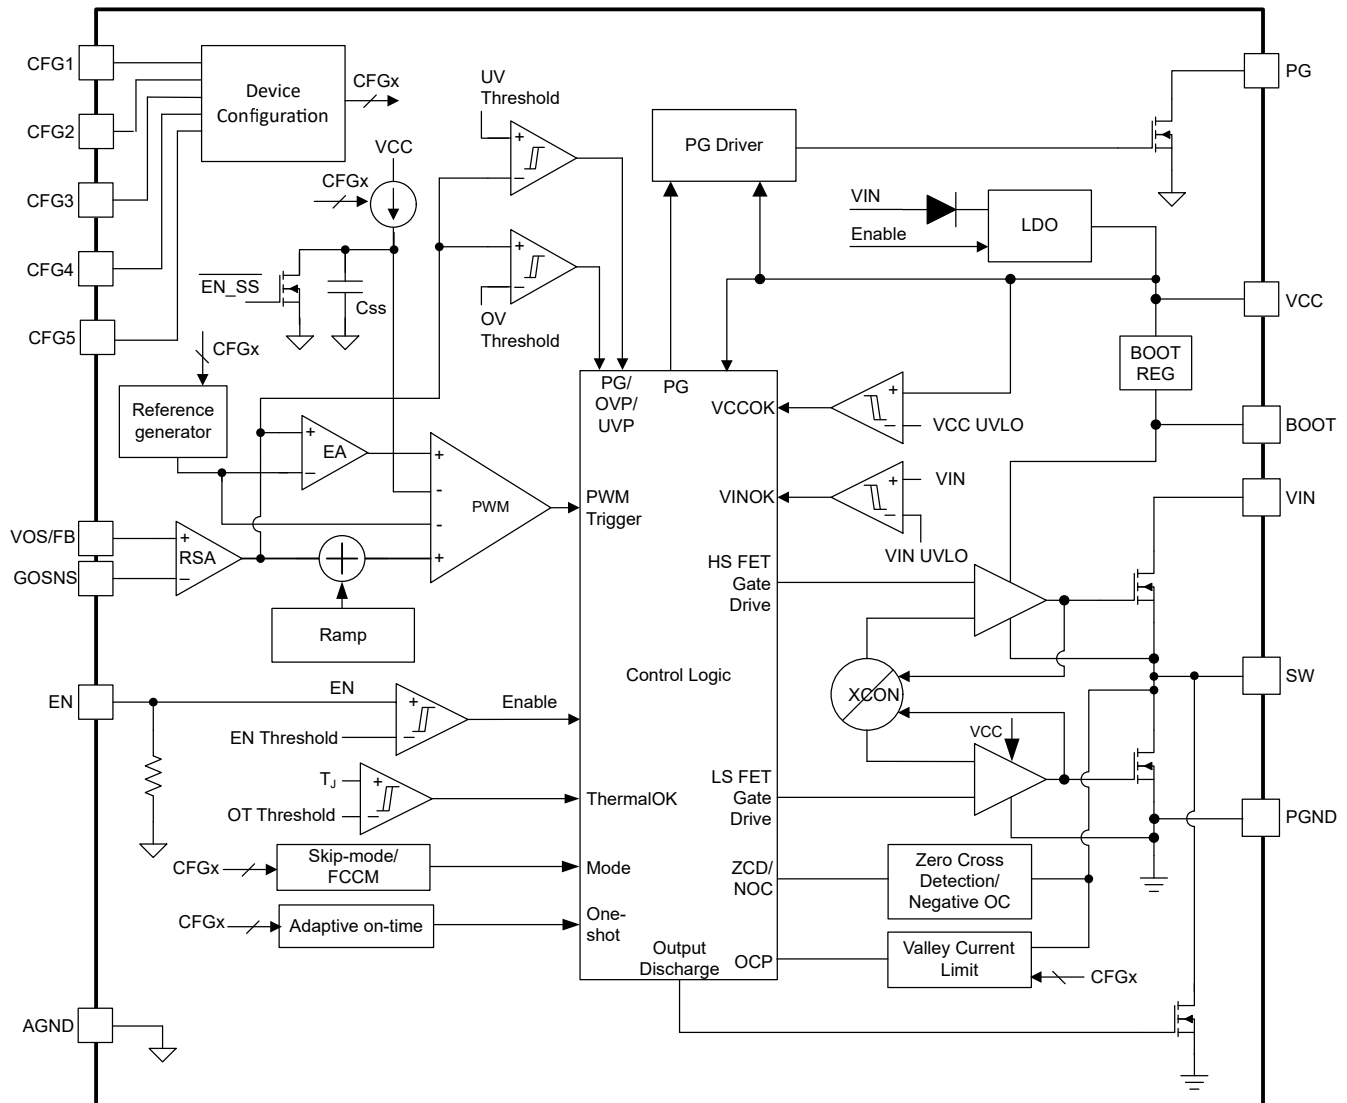 CFG1
CFG2
CFG3
CFG4
CFG5
Device
Configuration
CFGx
UV
Threshold
VCC
CFGx
EN_SS
Css
OV
Threshold
PG Driver
PG
VIN
Enable
LDO
VCC
BOOT
REG
BOOT
CFGx
Reference
generator
+
EA
−
+
-
PWM
-
+
VOS/FB
GOSNS
+
RSA
−
Ramp
+
−
+
−
PG/
OVP/
UVP
PG
VCCOK
+
−
VCC UVLO
VINOK
+
−
VIN
VIN UVLO
VIN
PWM
Trigger
HS FET
Gate
Drive
Control Logic
XCON
SW
EN
EN
+
−
EN Threshold
Enable
TJ
OT Threshold
+
−
ThermalOK
VCC
LS FET
Gate
Drive
PGND
CFGx
Skip-mode/
FCCM
Mode
ZCD/
NOC
Zero Cross
Detection/
Negative OC
CFGx
Adaptive on-time
One-
shot
Output
Discharge
OCP
Valley Current
Limit
CFGx
AGND